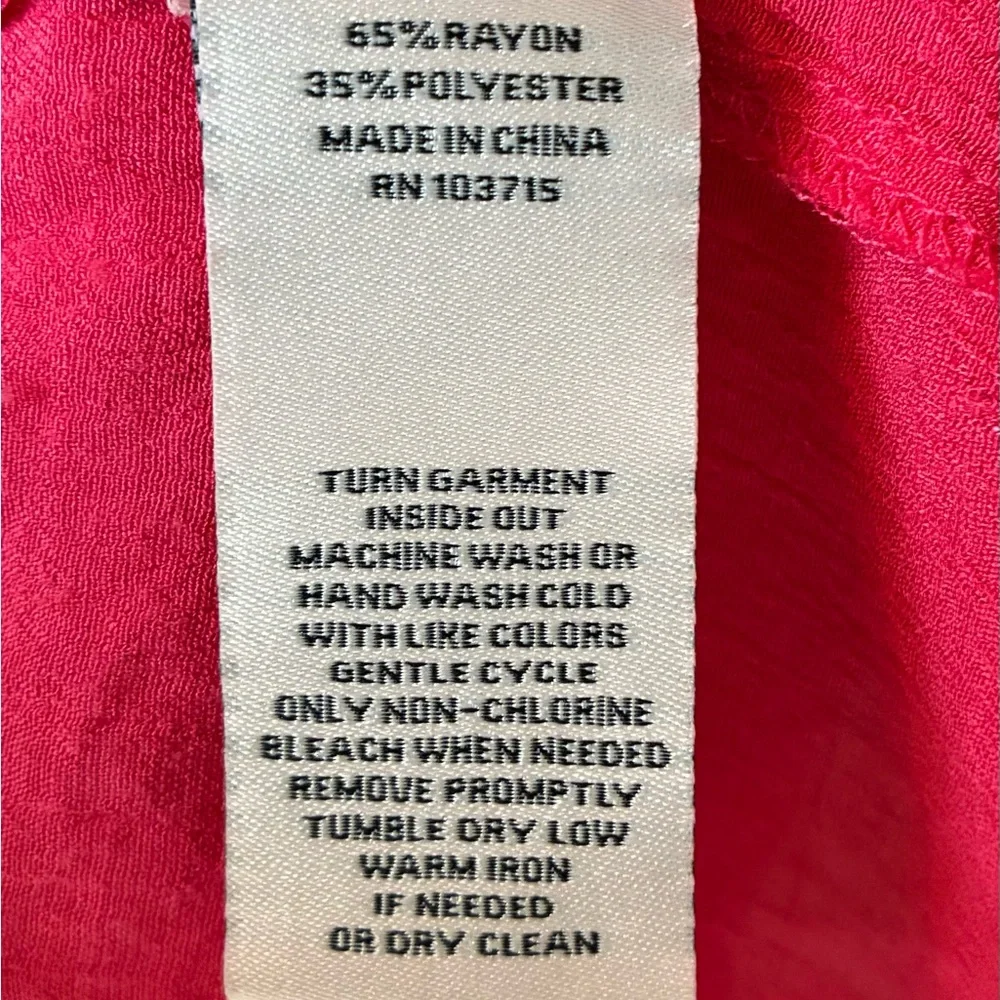 65% RAYON
35% POLYESTER
MADE IN CHINA
RN 103715
TURN GARMENT
INSIDE OUT
MACHINE WASH OR
HAND WASH COLD
WITH LIKE COLORS
GENTLE CYCLE
ONLY NON-CHLORINE
BLEACH WHEN NEEDED
REMOVE PROMPTLY
TUMBLE DRY LOW
WARM IRON
IF NEEDED
OR DRY CLEAN